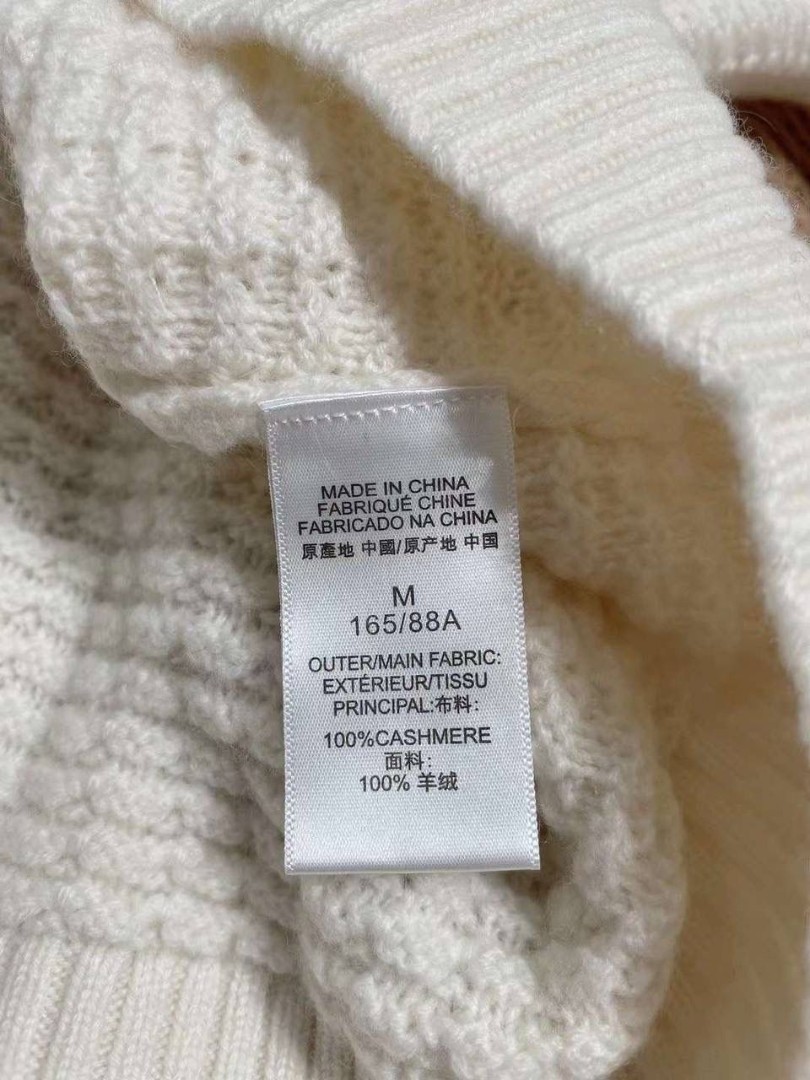 MADE IN CHINA
FABRIQUÉ CHINE
FABRICADO NA CHINA
原產地 中國/原产地 中国
M
165/88A
OUTER/MAIN FABRIC:
EXTÉRIEUR/TISSU
PRINCIPAL:布料:
100%CASHMERE
面料:
100% 羊绒